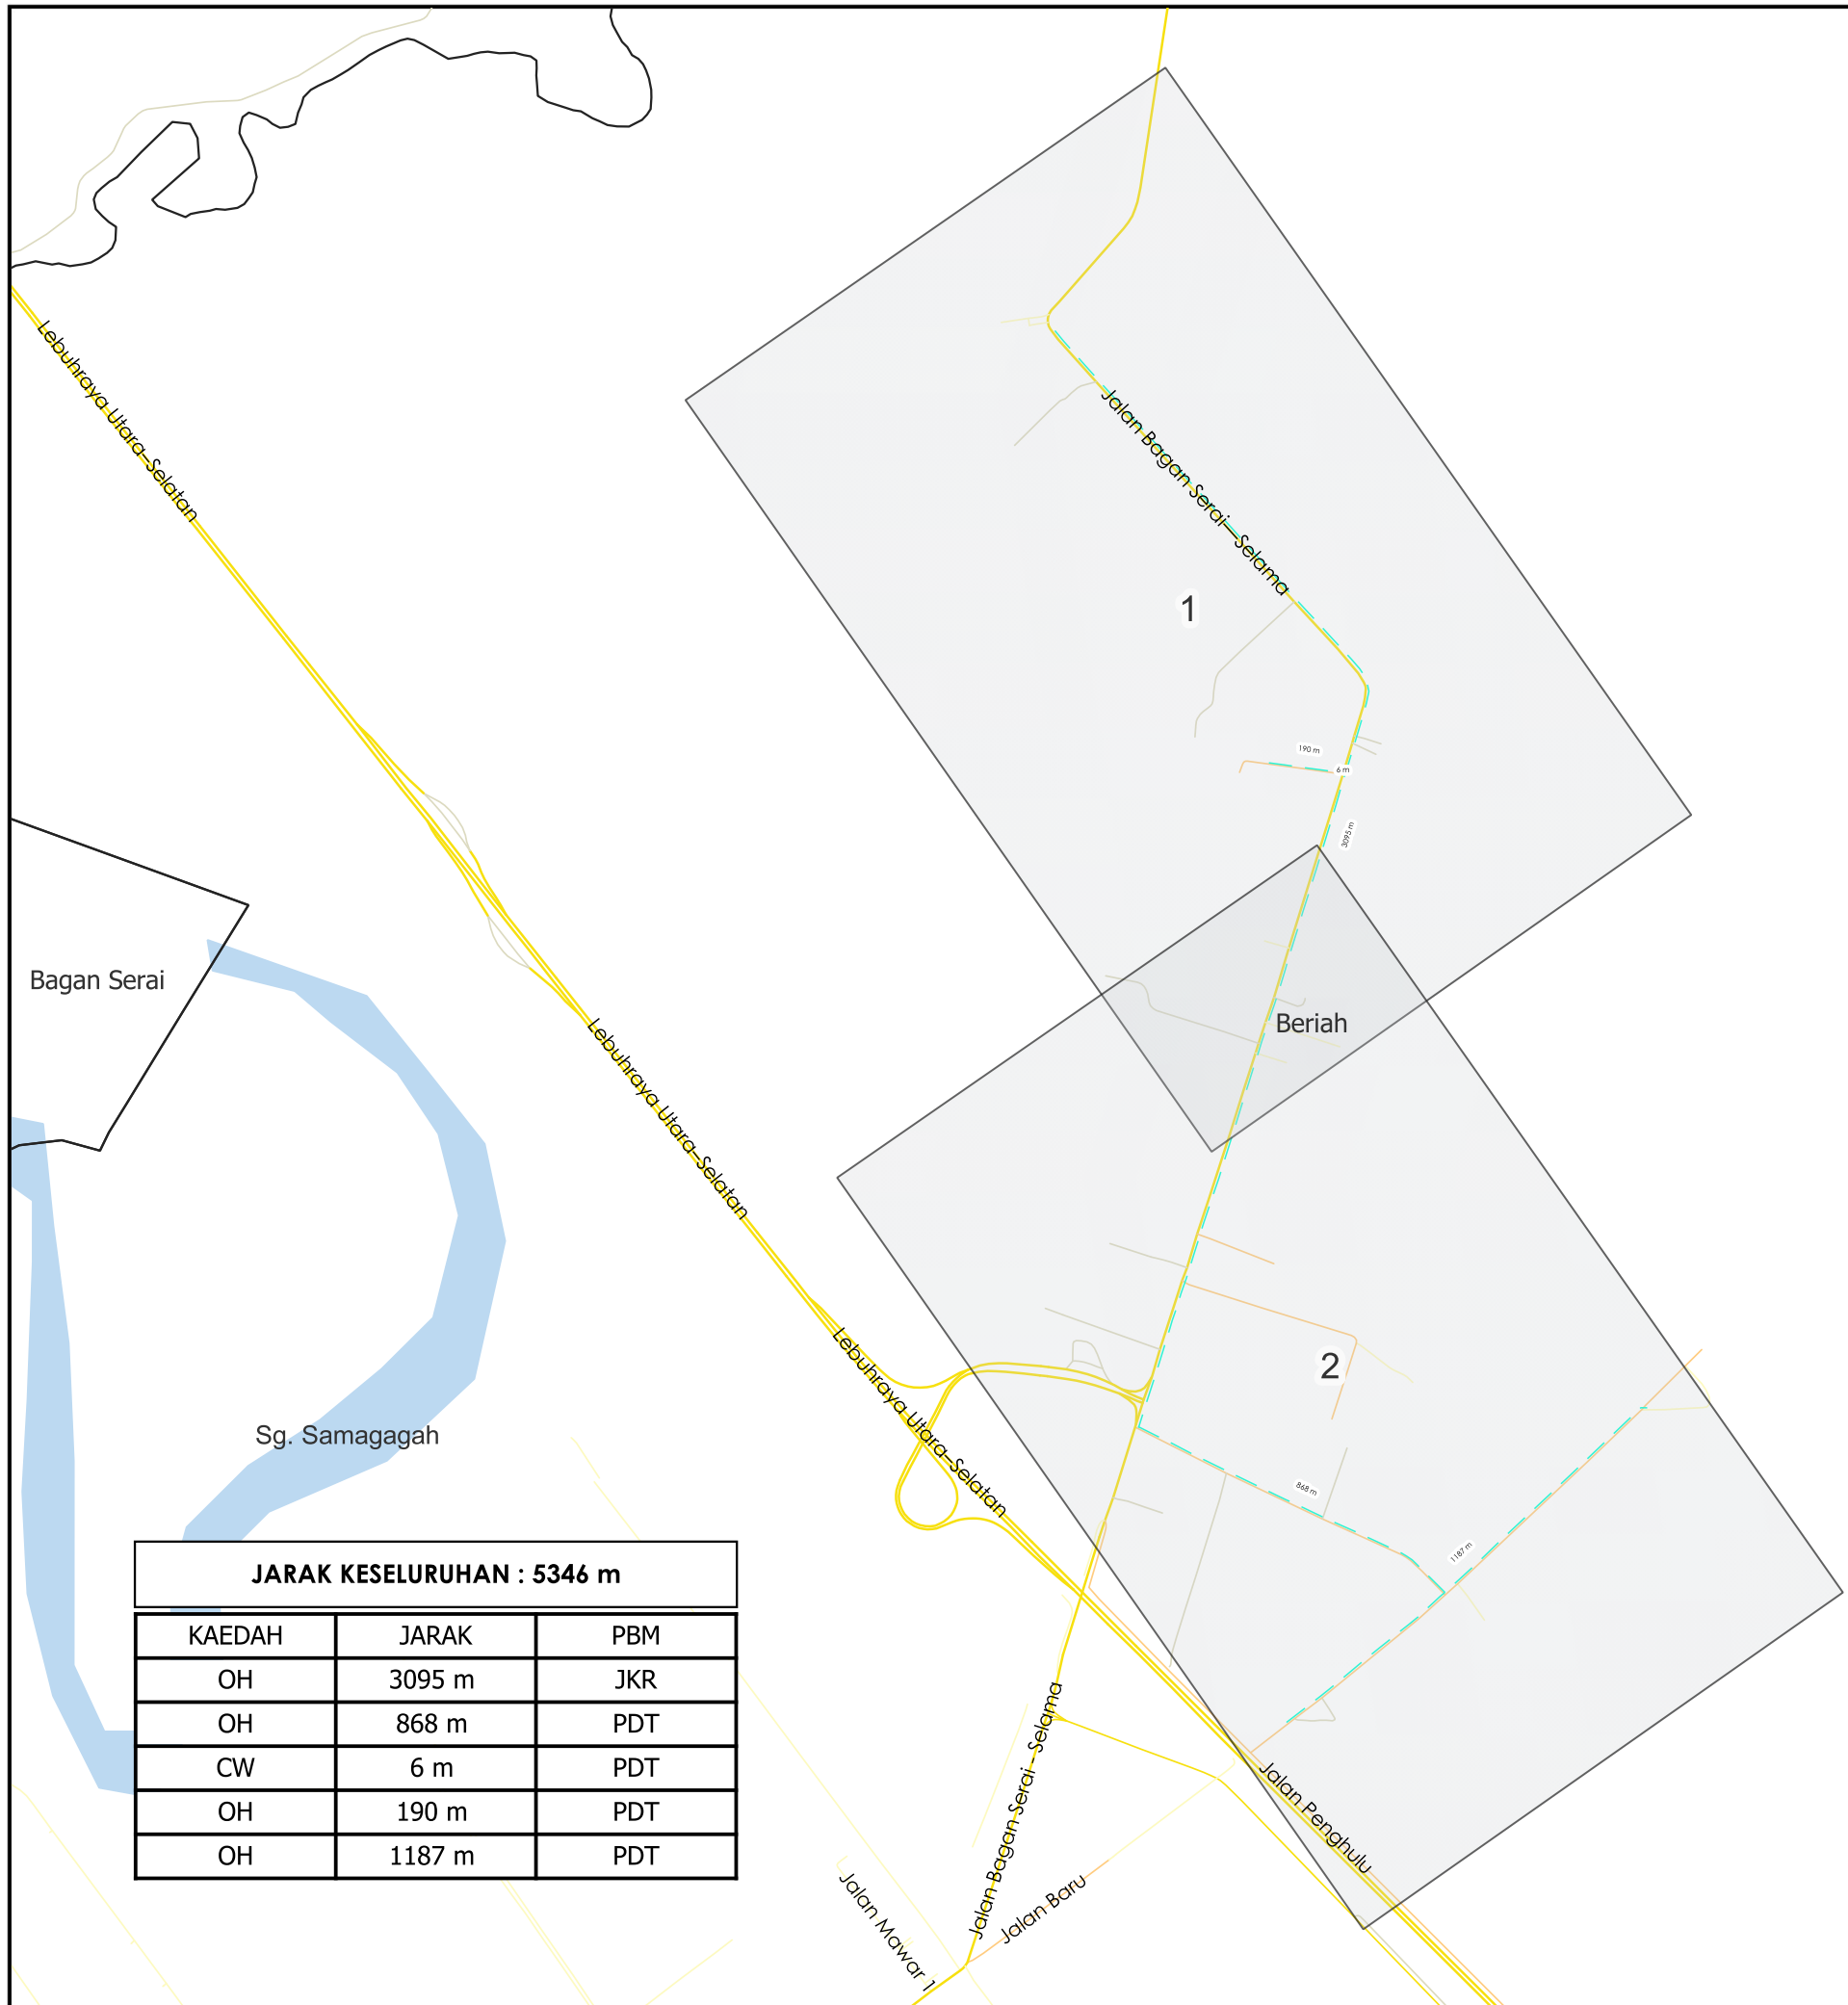 Lebuhraya Utara–Selatan
Jalan Bagan Serai–Selama
1
190 m
6 m
3095 m
Bagan Serai
Beriah
Lebuhraya Utara–Selatan
Lebuhraya Utara–Selatan
2
Sg. Samagagah
868 m
1187 m
JARAK KESELURUHAN : 5346 m
KAEDAH JARAK PBM
OH 3095 m JKR
OH 868 m PDT
CW 6 m PDT
OH 190 m PDT
OH 1187 m PDT
Jalan Bagan Serai - Selama
Jalan Penghulu
Jalan Baru
Jalan Mawar 1